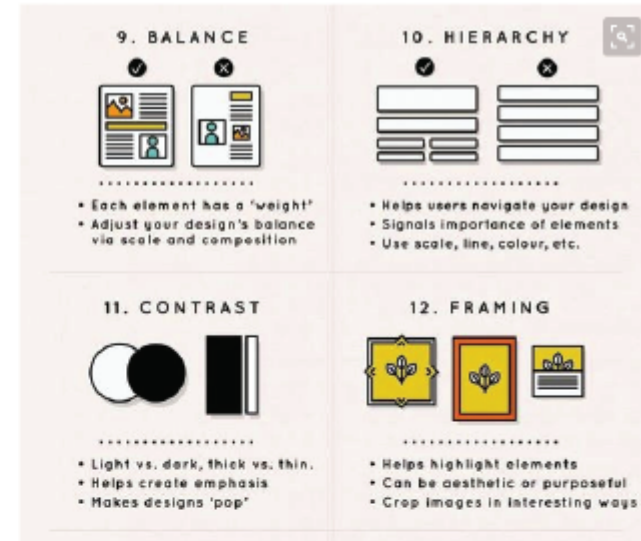 9. BALANCE
• Each element has a 'weight'
• Adjust your design's balance
via scale and composition
10. HIERARCHY
• Helps users navigate your design
• Signals importance of elements
• Use scale, line, colour, etc.
11. CONTRAST
• Light vs. dark, thick vs. thin.
• Helps create emphasis
• Makes designs 'pop'
12. FRAMING
• Helps highlight elements
• Can be aesthetic or purposeful
• Crop images in interesting ways